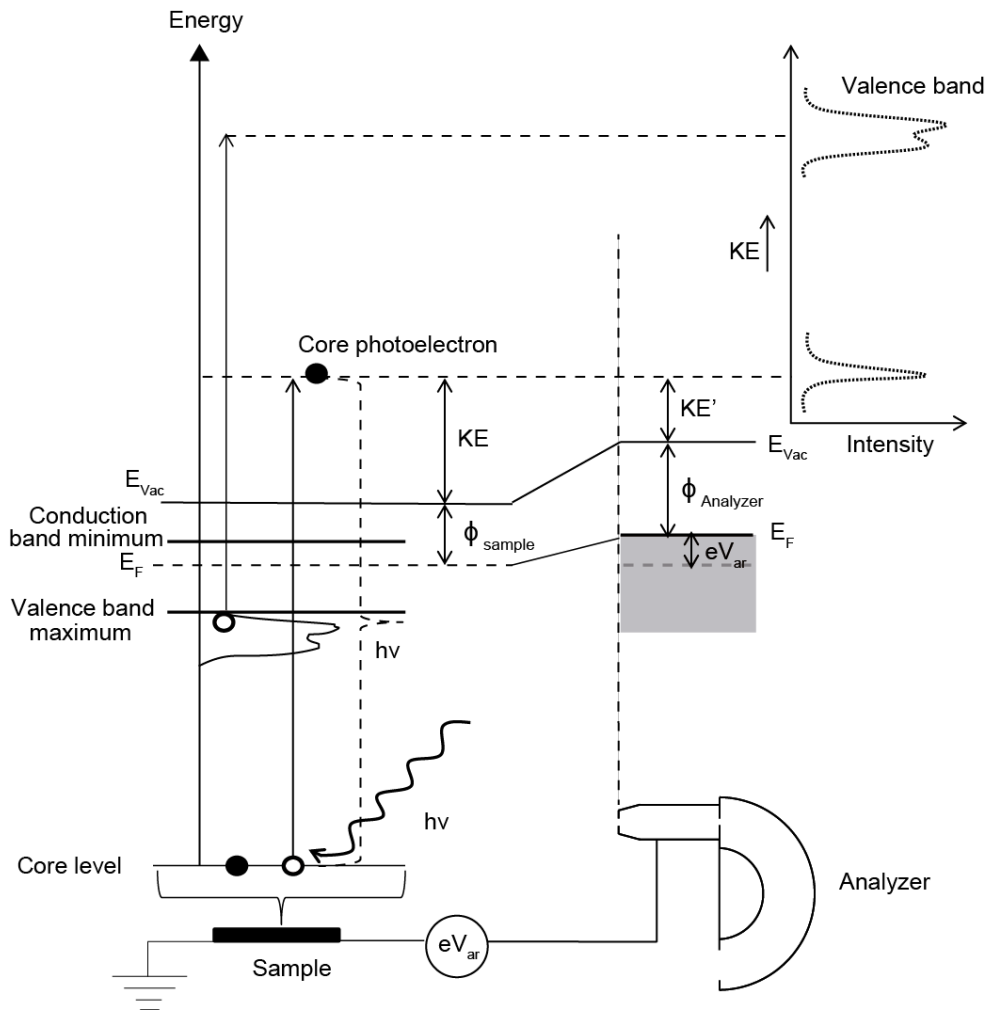 Energy
Valence band
KE
Core photoelectron
KE
KE’
E_Vac
Intensity
E_Vac
ϕ_Analyzer
Conduction
band minimum
ϕ_sample
E_F
E_F
eV_ar
Valence band
maximum
hν
hν
Core level
Analyzer
eV_ar
Sample